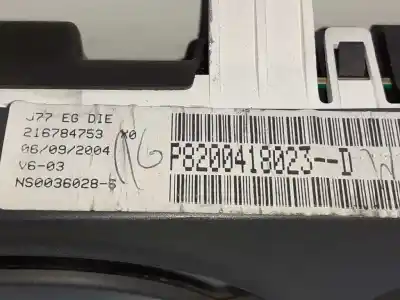 J77 EG DIE
216784753 X0
06/09/2004
V6-03
NS0036028-5
P8200418023--D